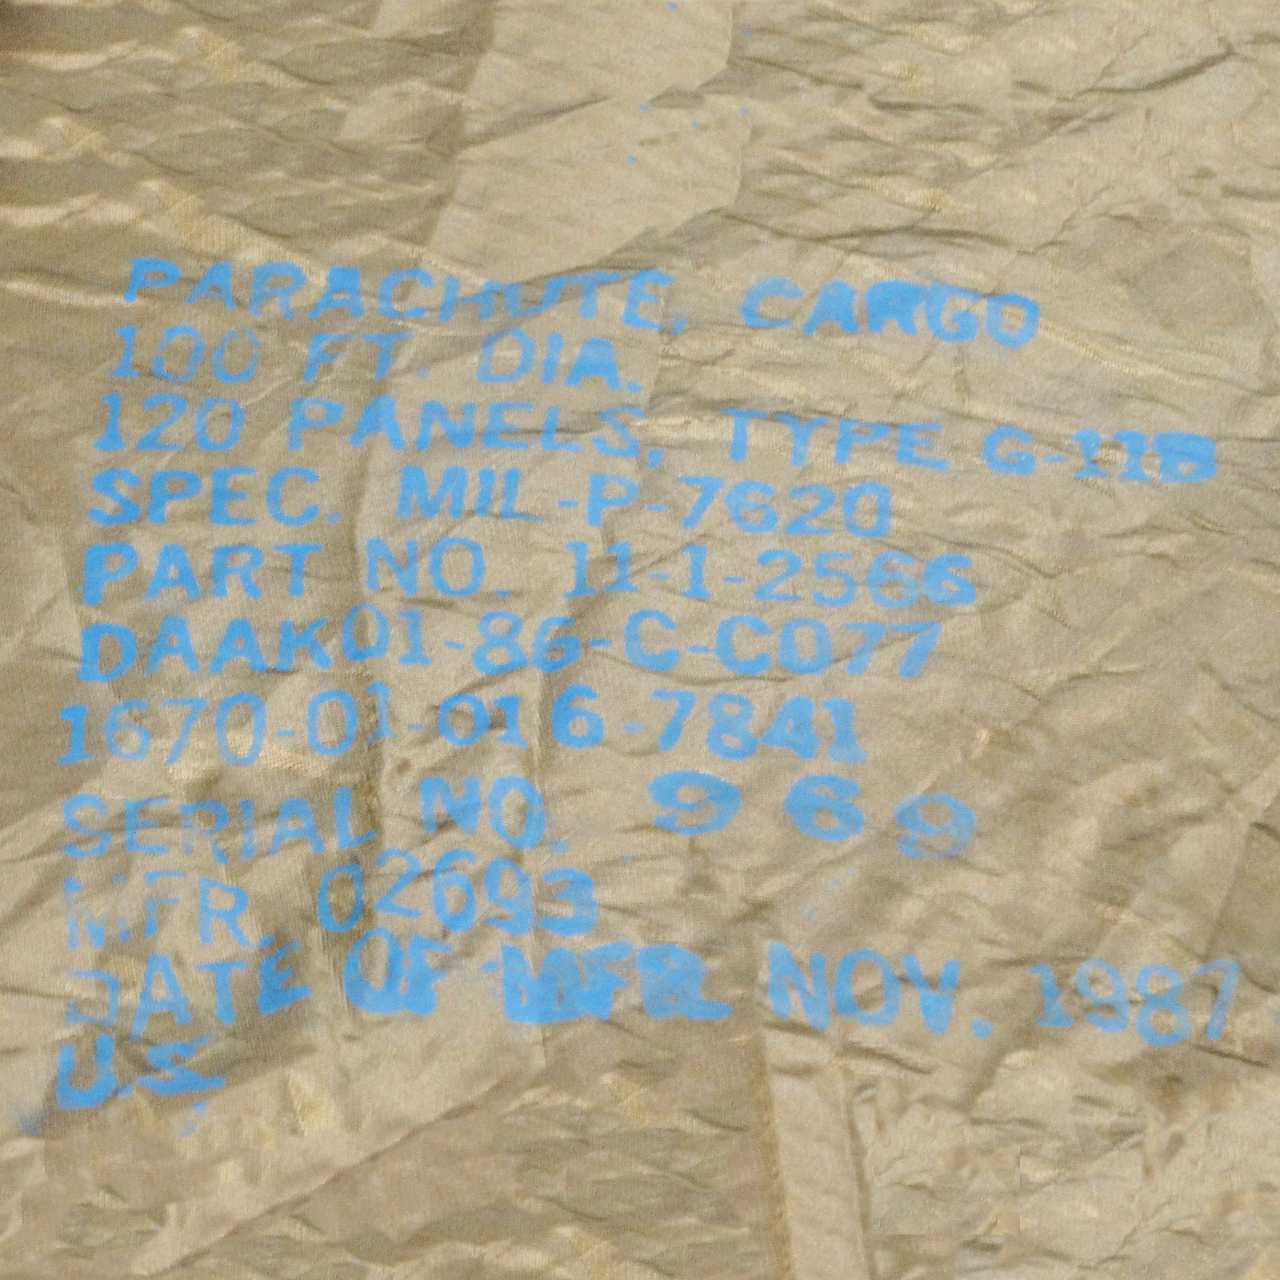 PARACHUTE, CARGO
100 FT. DIA.
120 PANELS, TYPE G-11B
SPEC. MIL-P-7620
PART NO. 11-1-2566
DAAK01-86-C-C077
1670-01-016-7841
SERIAL NO. 969
MFR. 02693
DATE OF MFR. NOV. 1987
U.S.